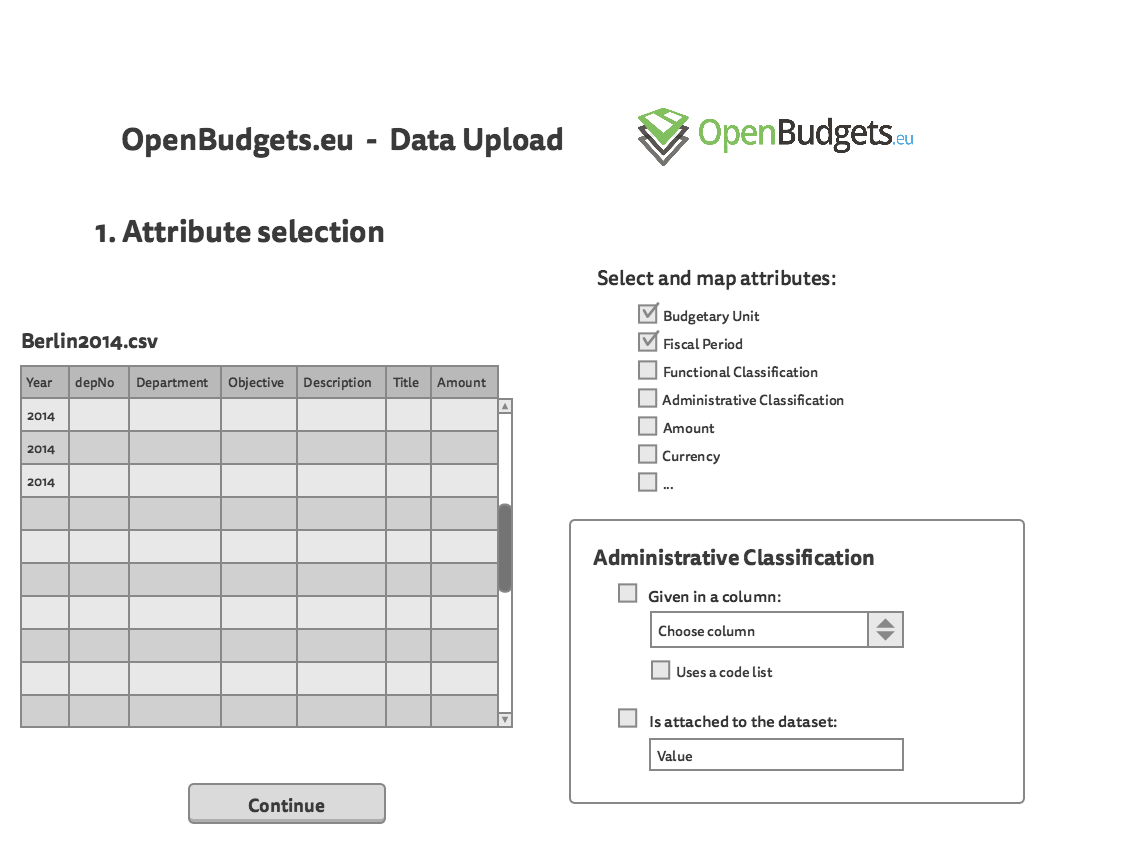 OpenBudgets.eu - Data Upload
OpenBudgets.eu
1. Attribute selection
Select and map attributes:
Budgetary Unit
Fiscal Period
Functional Classification
Administrative Classification
Amount
Currency
...
Berlin2014.csv
Year depNo Department Objective Description Title Amount
2014
2014
2014
Administrative Classification
Given in a column:
Choose column
Uses a code list
Is attached to the dataset:
Value
Continue